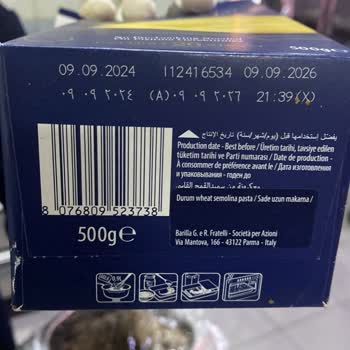 500g
09.09.2024 I12416534 09.09.2026
٠٩ ٠٩ ٢٠٢٤ (A) ٠٩ ٠٩ ٢٠٢٦ 21:39(X)
يفضل إستخدامها قبل (يوم/شهر/سنة) تاريخ الإنتاج
Production date - Best before / Üretim tarihi, tavsiye edilen
tüketim tarihi ve Parti numarası / Date de production -
À consommer de préférence avant le / Дата изготовления
и упаковывания - годен до
Durum wheat semolina pasta / Sade uzun makarna /
Barilla G. e R. Fratelli - Società per Azioni
Via Mantova, 166 - 43122 Parma - Italy
8 076809 523738
500g℮